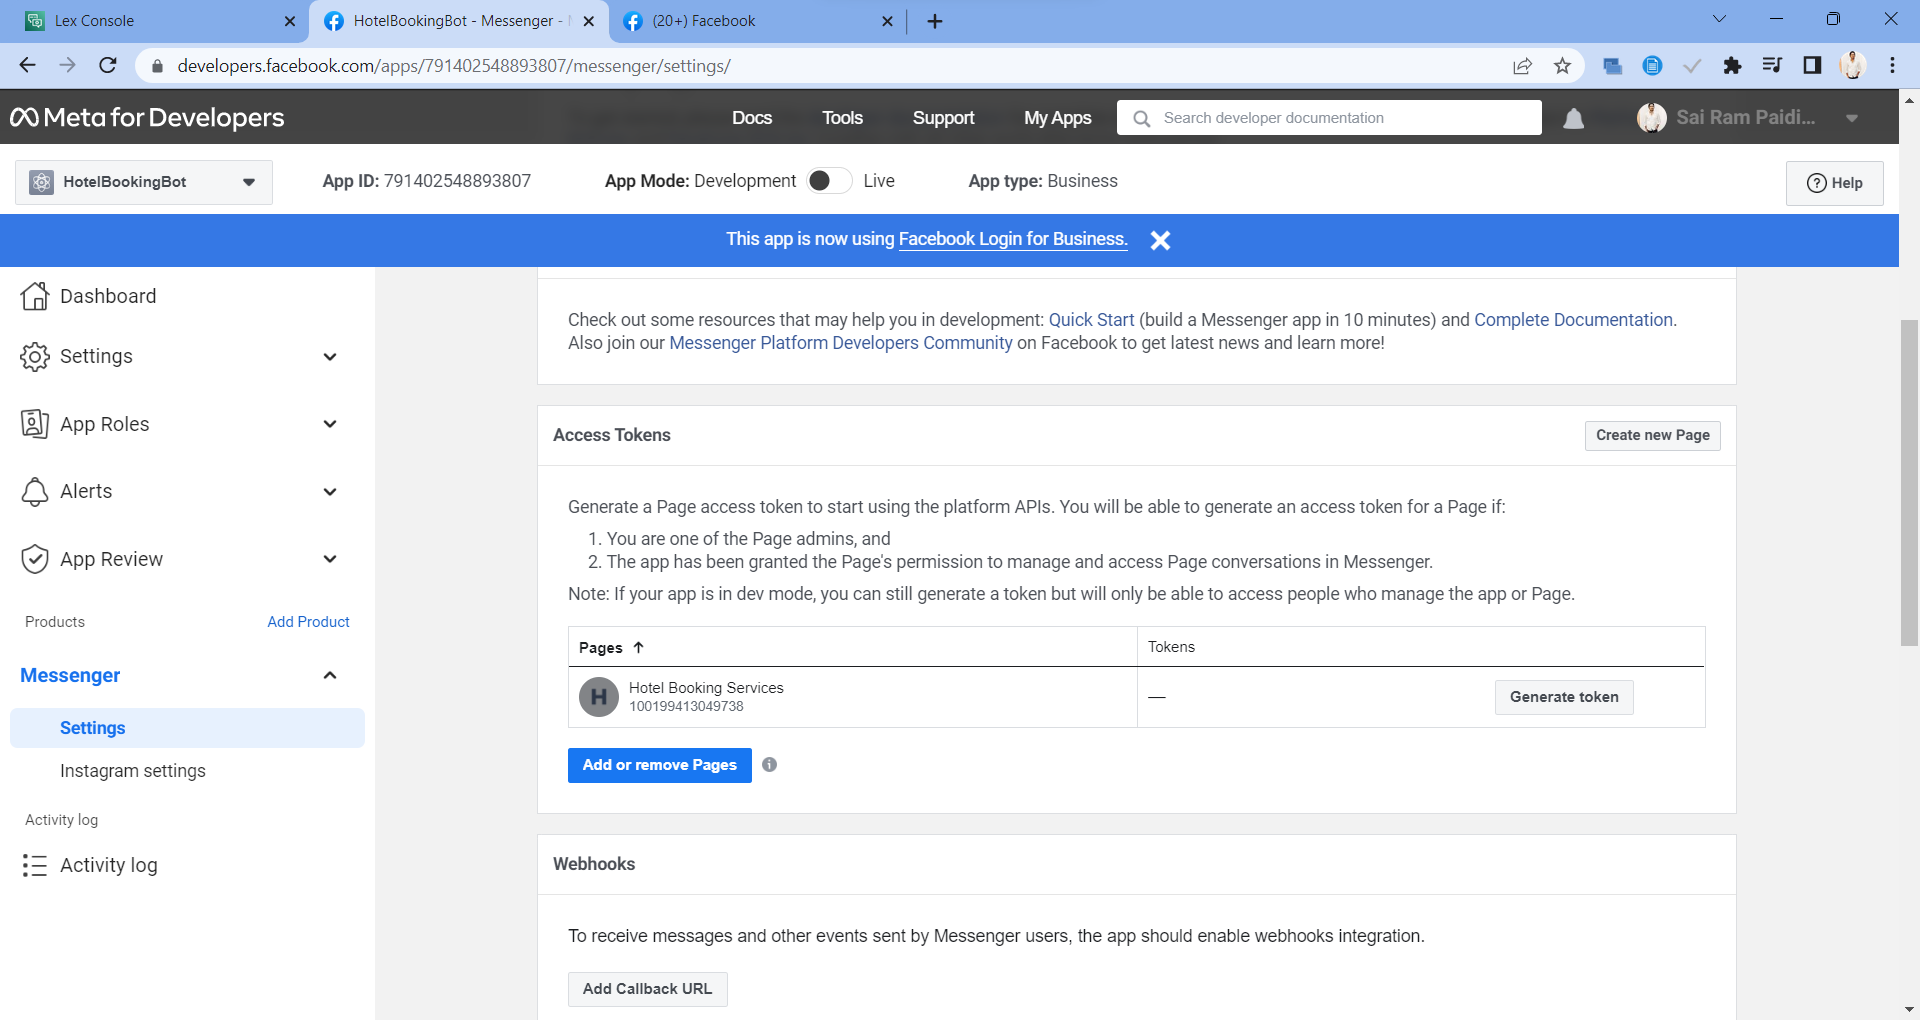 Lex Console
HotelBookingBot - Messenger -
(20+) Facebook
developers.facebook.com/apps/791402548893807/messenger/settings/
Meta for Developers
Docs
Tools
Support
My Apps
Search developer documentation
Sai Ram Paidi...
HotelBookingBot
App ID: 791402548893807
App Mode: Development
Live
App type: Business
Help
This app is now using Facebook Login for Business.
Dashboard
Settings
App Roles
Alerts
App Review
Products
Add Product
Messenger
Settings
Instagram settings
Activity log
Activity log
Check out some resources that may help you in development: Quick Start (build a Messenger app in 10 minutes) and Complete Documentation.
Also join our Messenger Platform Developers Community on Facebook to get latest news and learn more!
Access Tokens
Create new Page
Generate a Page access token to start using the platform APIs. You will be able to generate an access token for a Page if:
1. You are one of the Page admins, and
2. The app has been granted the Page's permission to manage and access Page conversations in Messenger.
Note: If your app is in dev mode, you can still generate a token but will only be able to access people who manage the app or Page.
Pages ↑
Tokens
H
Hotel Booking Services
100199413049738
—
Generate token
Add or remove Pages
Webhooks
To receive messages and other events sent by Messenger users, the app should enable webhooks integration.
Add Callback URL